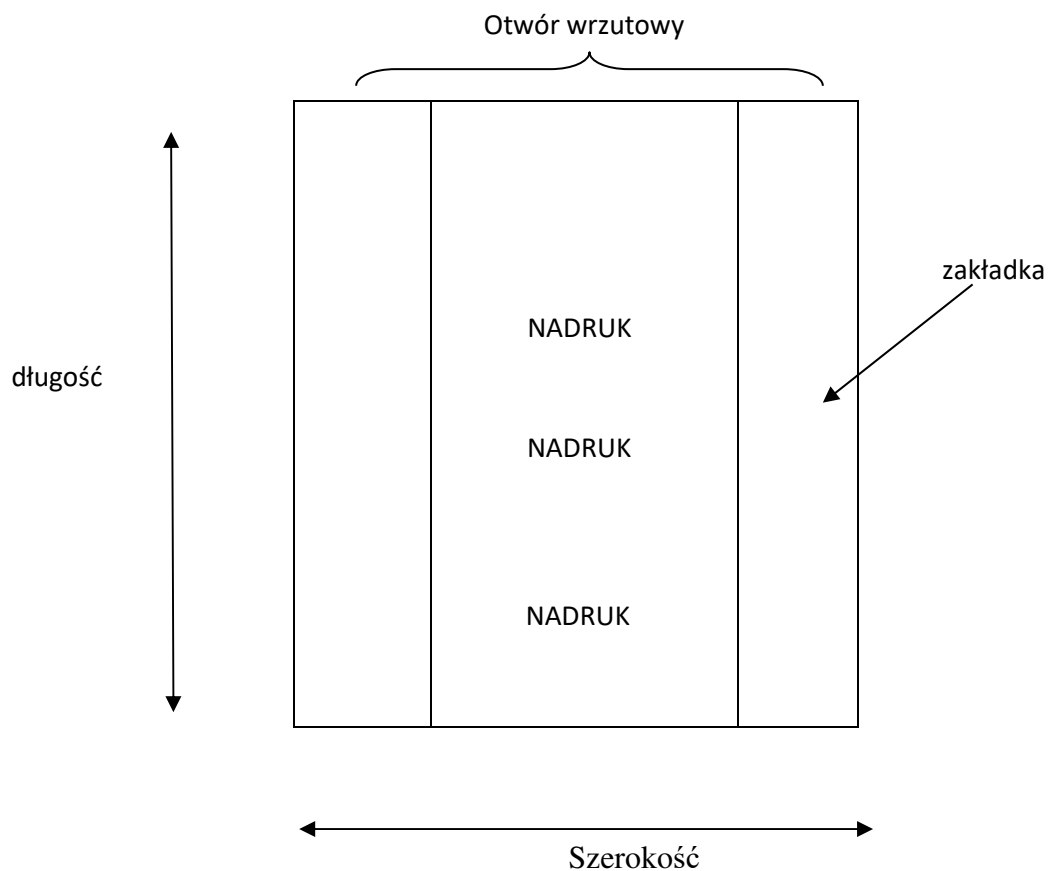 Otwór wrzutowy
zakładka
NADRUK
długość
NADRUK
NADRUK
Szerokość